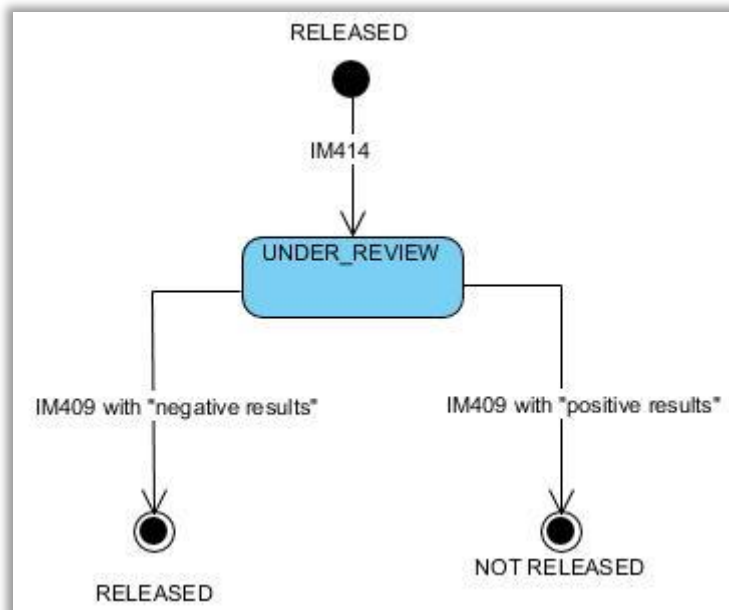 RELEASED
IM414
UNDER_REVIEW
IM409 with "negative results"
IM409 with "positive results"
RELEASED
NOT RELEASED